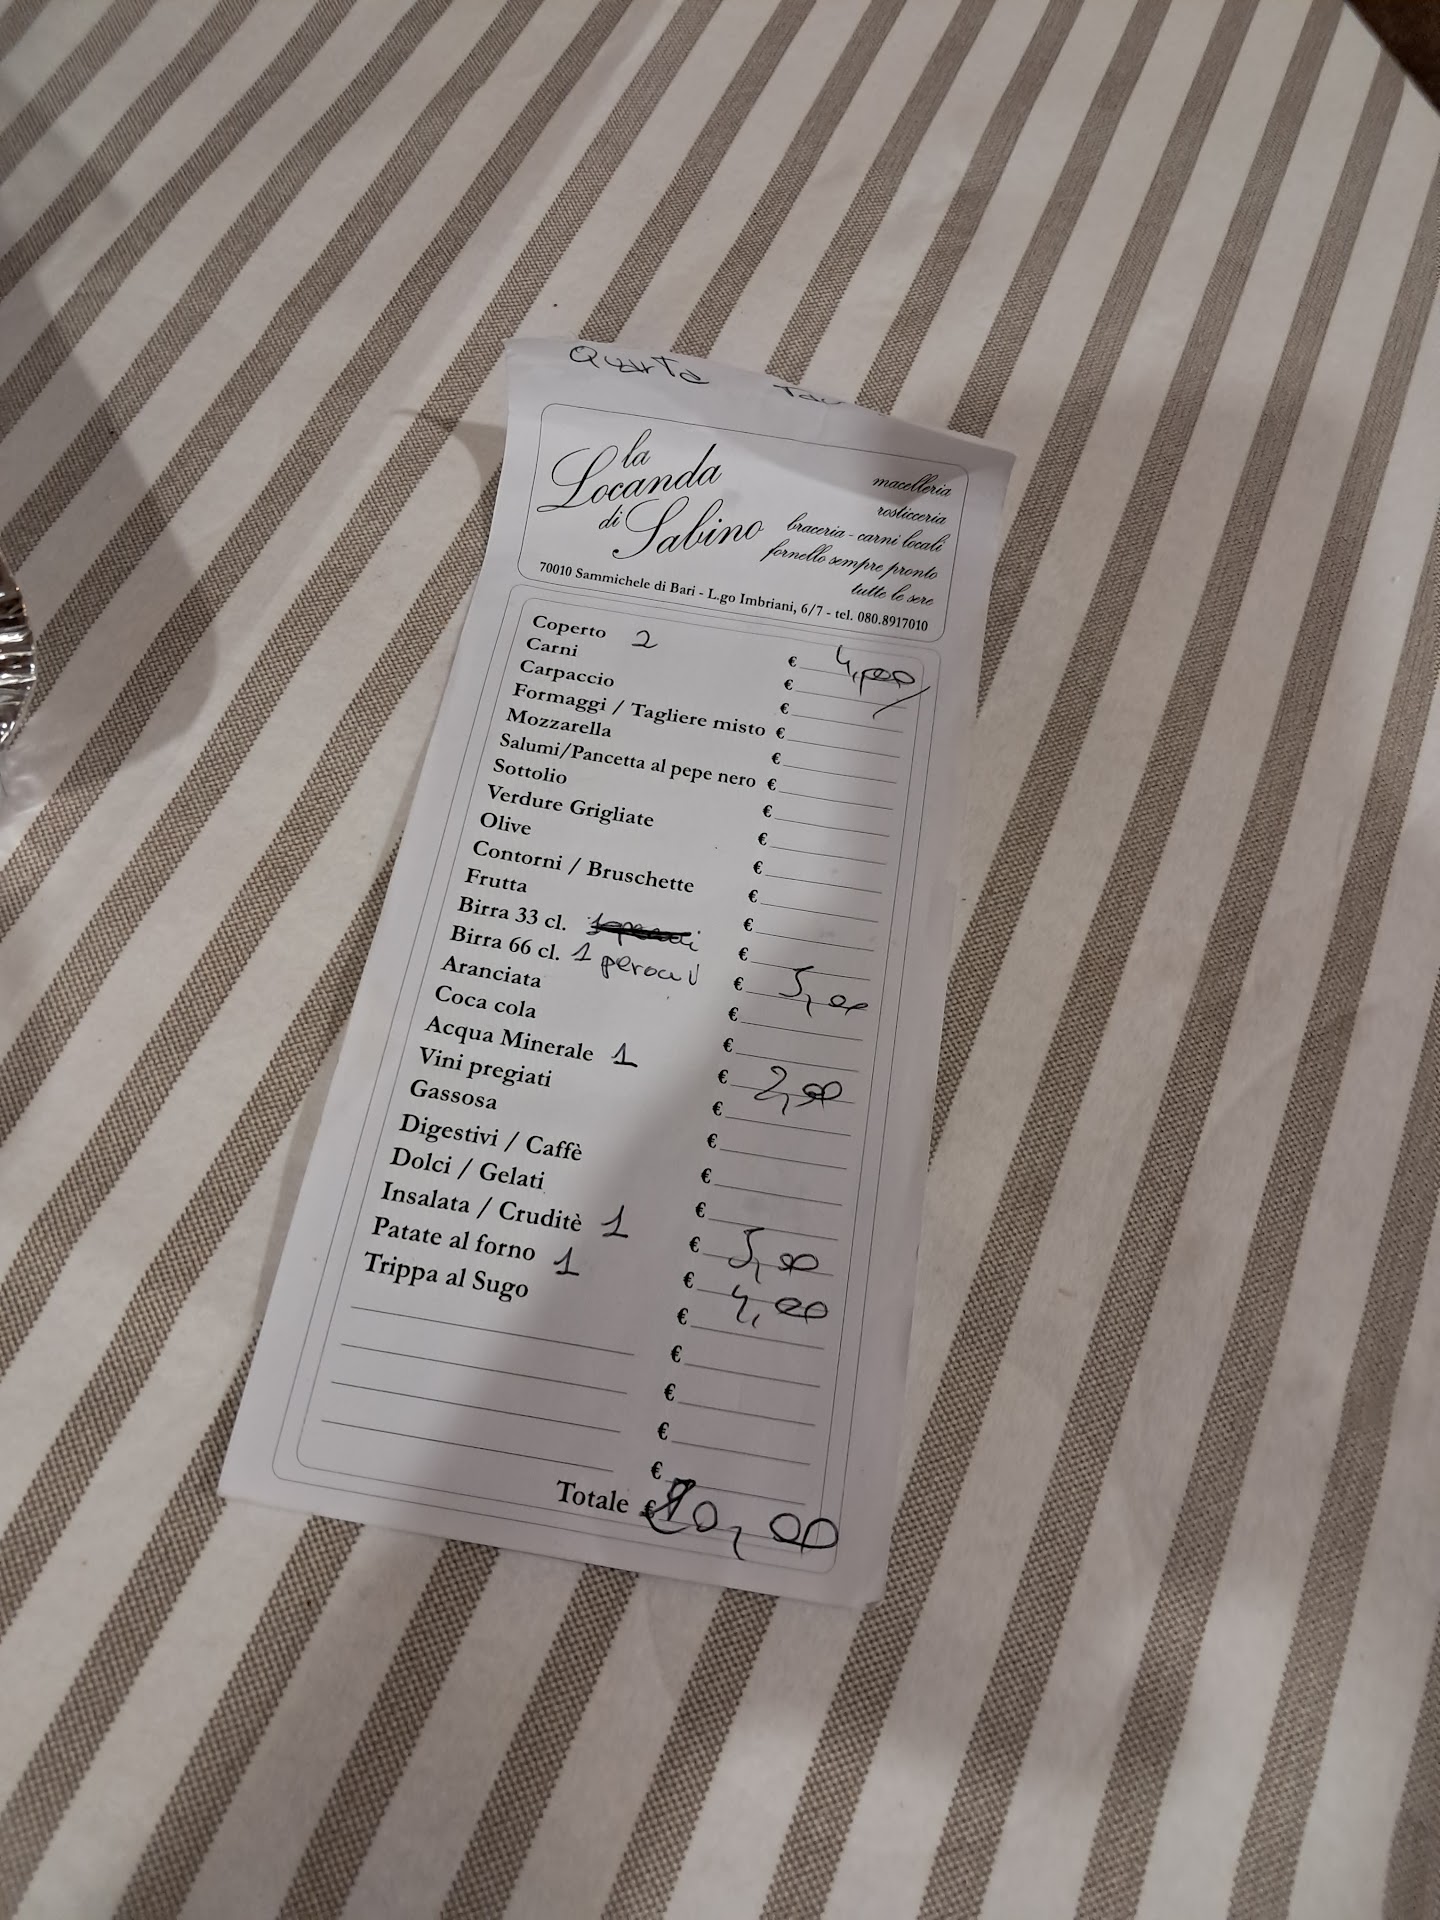 Quarta
la
Locanda
di Sabino
macelleria
rosticceria
braceria - carni locali
fornello sempre pronto
tutte le sere
70010 Sammichele di Bari - L.go Imbriani, 6/7 - tel. 080.8917010
Coperto 2 € 4,00
Carni €
Carpaccio €
Formaggi / Tagliere misto €
Mozzarella €
Salumi/Pancetta al pepe nero €
Sottolio €
Verdure Grigliate €
Olive €
Contorni / Bruschette €
Frutta €
Birra 33 cl. €
Birra 66 cl. 1 peroni € 5,00
Aranciata €
Coca cola €
Acqua Minerale 1 € 2,00
Vini pregiati €
Gassosa €
Digestivi / Caffè €
Dolci / Gelati €
Insalata / Cruditè 1 € 5,00
Patate al forno 1 € 4,00
Trippa al Sugo €
€
€
€
€
Totale € 20,00